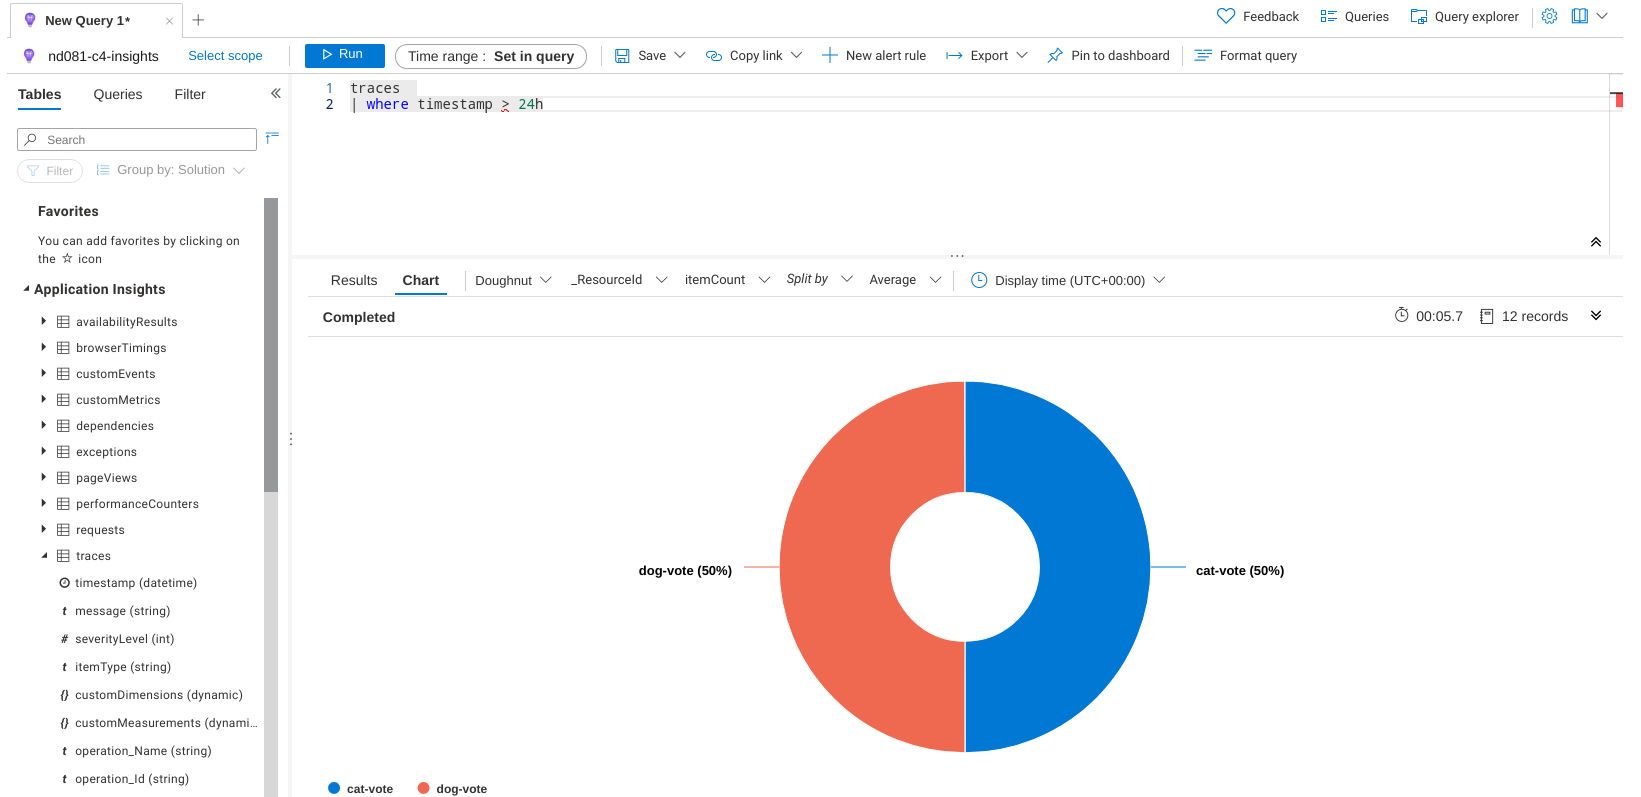 New Query 1*
Feedback
Queries
Query explorer
nd081-c4-insights
Select scope
Run
Time range : Set in query
Save
Copy link
New alert rule
Export
Pin to dashboard
Format query
Tables
Queries
Filter
1 traces
2 | where timestamp > 24h
Search
Filter
Group by: Solution
Favorites
You can add favorites by clicking on
the ☆ icon
Application Insights
availabilityResults
browserTimings
customEvents
customMetrics
dependencies
exceptions
pageViews
performanceCounters
requests
traces
timestamp (datetime)
t message (string)
# severityLevel (int)
t itemType (string)
{} customDimensions (dynamic)
{} customMeasurements (dynami...
t operation_Name (string)
t operation_Id (string)
Results
Chart
Doughnut
_ResourceId
itemCount
Split by
Average
Display time (UTC+00:00)
Completed
00:05.7
12 records
dog-vote (50%)
cat-vote (50%)
cat-vote
dog-vote